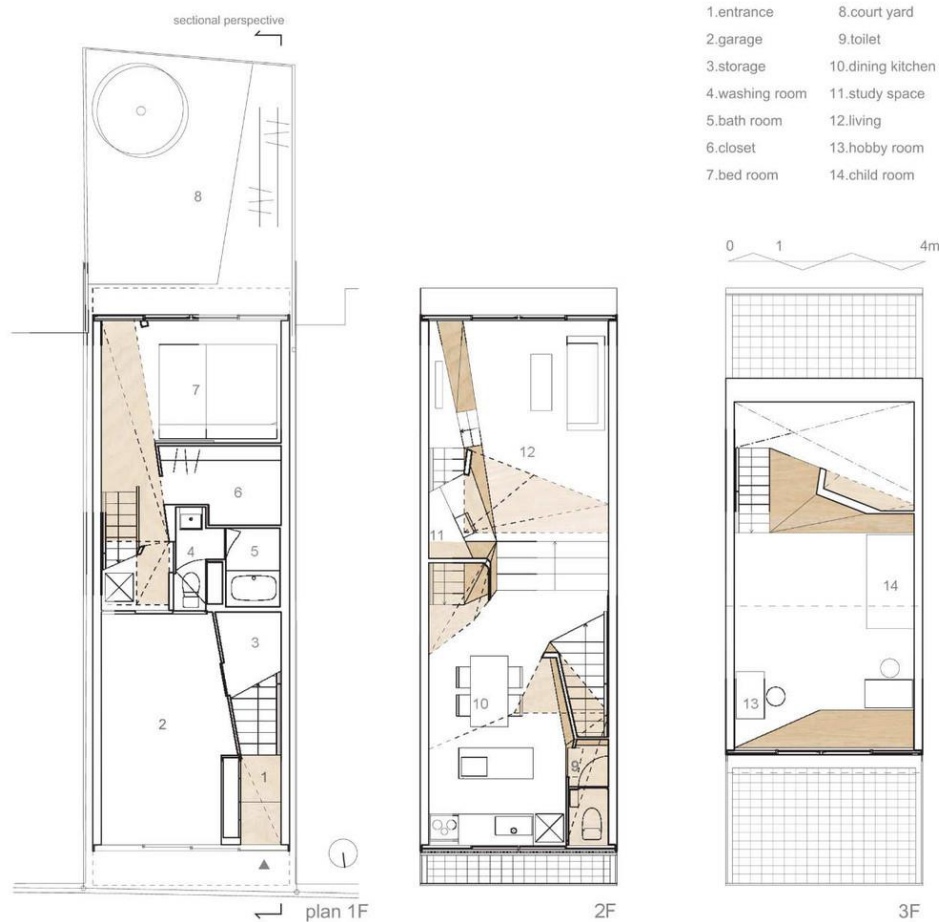 sectional perspective
1.entrance
2.garage
3.storage
4.washing room
5.bath room
6.closet
7.bed room
8.court yard
9.toilet
10.dining kitchen
11.study space
12.living
13.hobby room
14.child room
0 1 4m
8
7
6
4
5
3
2
1
plan 1F
12
11
10
9
2F
14
13
3F